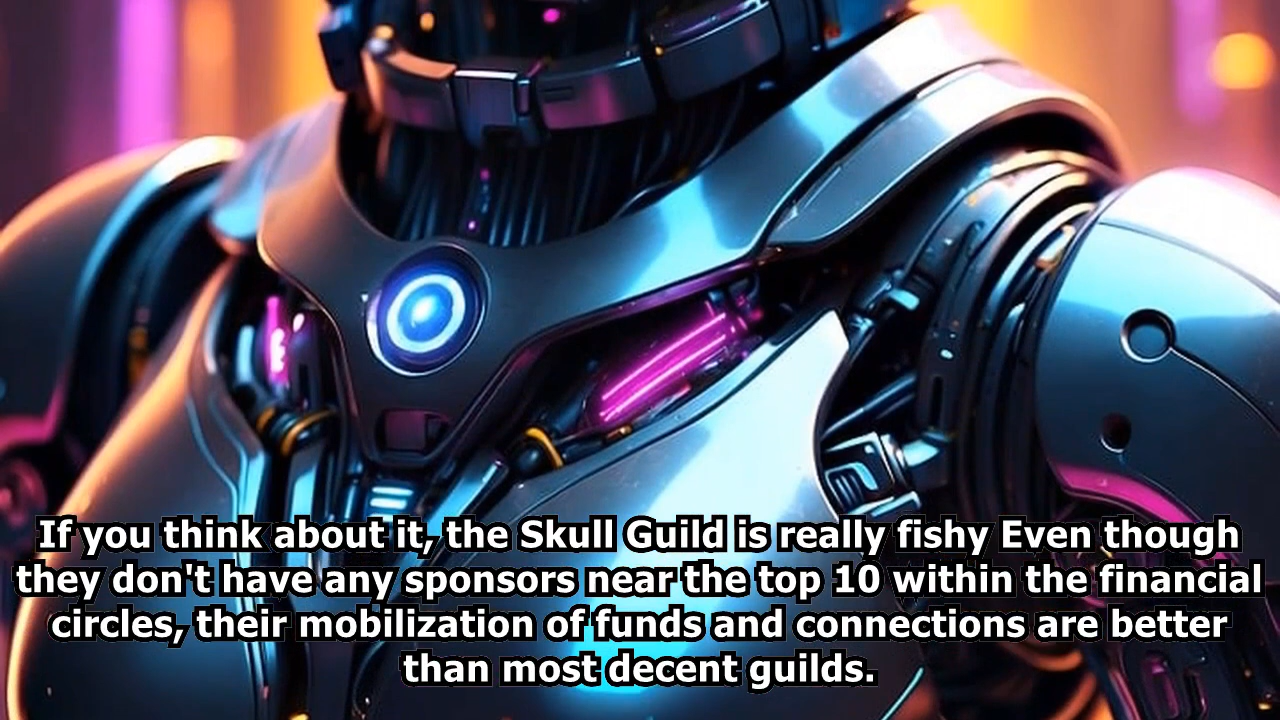 If you think about it, the Skull Guild is really fishy Even though
they don't have any sponsors near the top 10 within the financial
circles, their mobilization of funds and connections are better
than most decent guilds.